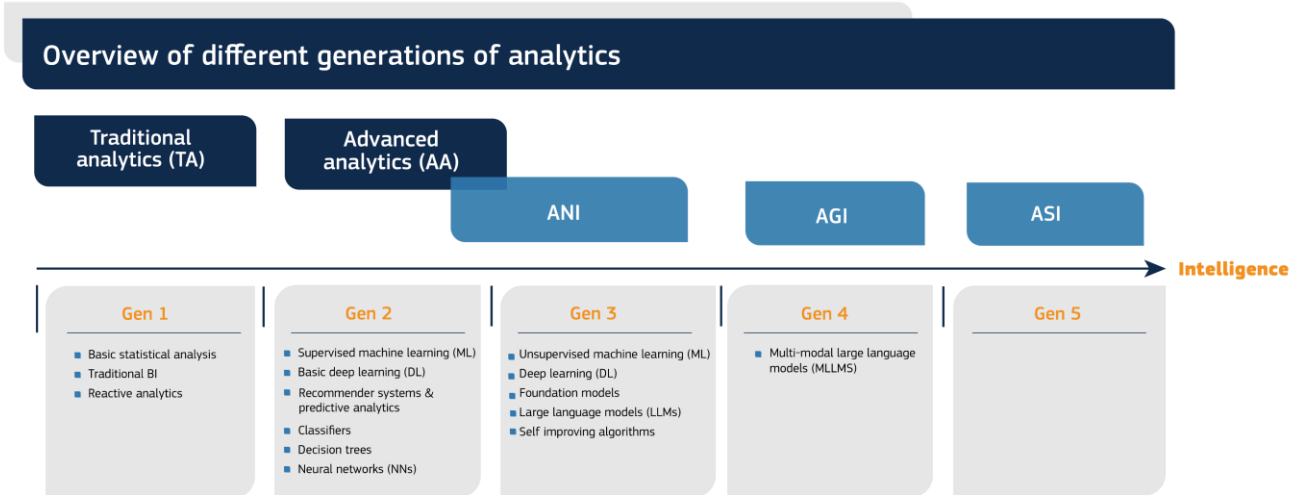 Overview of different generations of analytics
Traditional
analytics (TA)
Advanced
analytics (AA)
ANI
AGI
ASI
Intelligence
Gen 1
Basic statistical analysis
Traditional BI
Reactive analytics
Gen 2
Supervised machine learning (ML)
Basic deep learning (DL)
Recommender systems &
predictive analytics
Classifiers
Decision trees
Neural networks (NNs)
Gen 3
Unsupervised machine learning (ML)
Deep learning (DL)
Foundation models
Large language models (LLMs)
Self improving algorithms
Gen 4
Multi-modal large language
models (MLLMS)
Gen 5